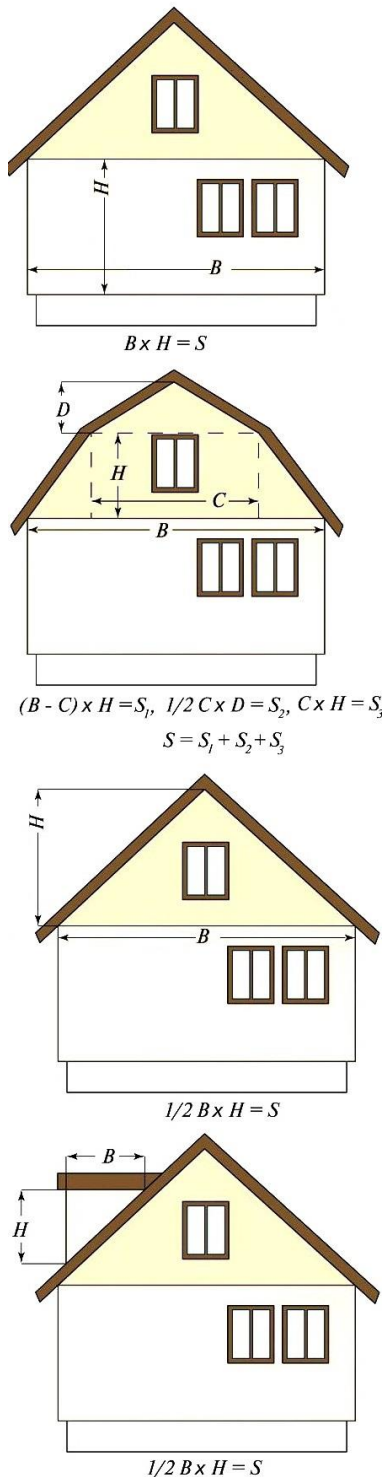 H
B
B x H = S
D
H
C
B
(B - C) x H = S₁, 1/2 C x D = S₂, C x H = S₃
S = S₁ + S₂ + S₃
H
B
1/2 B x H = S
B
H
1/2 B x H = S